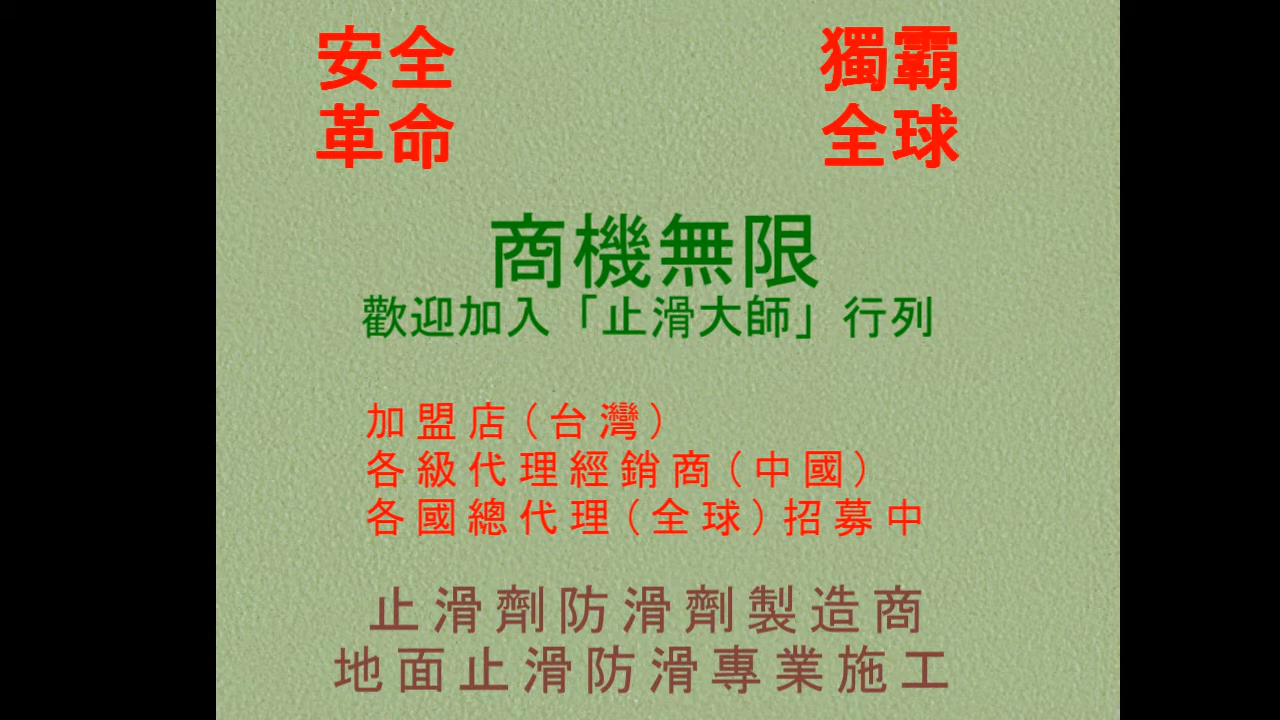 安全
革命
獨霸
全球
商機無限
歡迎加入「止滑大師」行列
加盟店(台灣)
各級代理經銷商(中國)
各國總代理(全球)招募中
止滑劑防滑劑製造商
地面止滑防滑專業施工